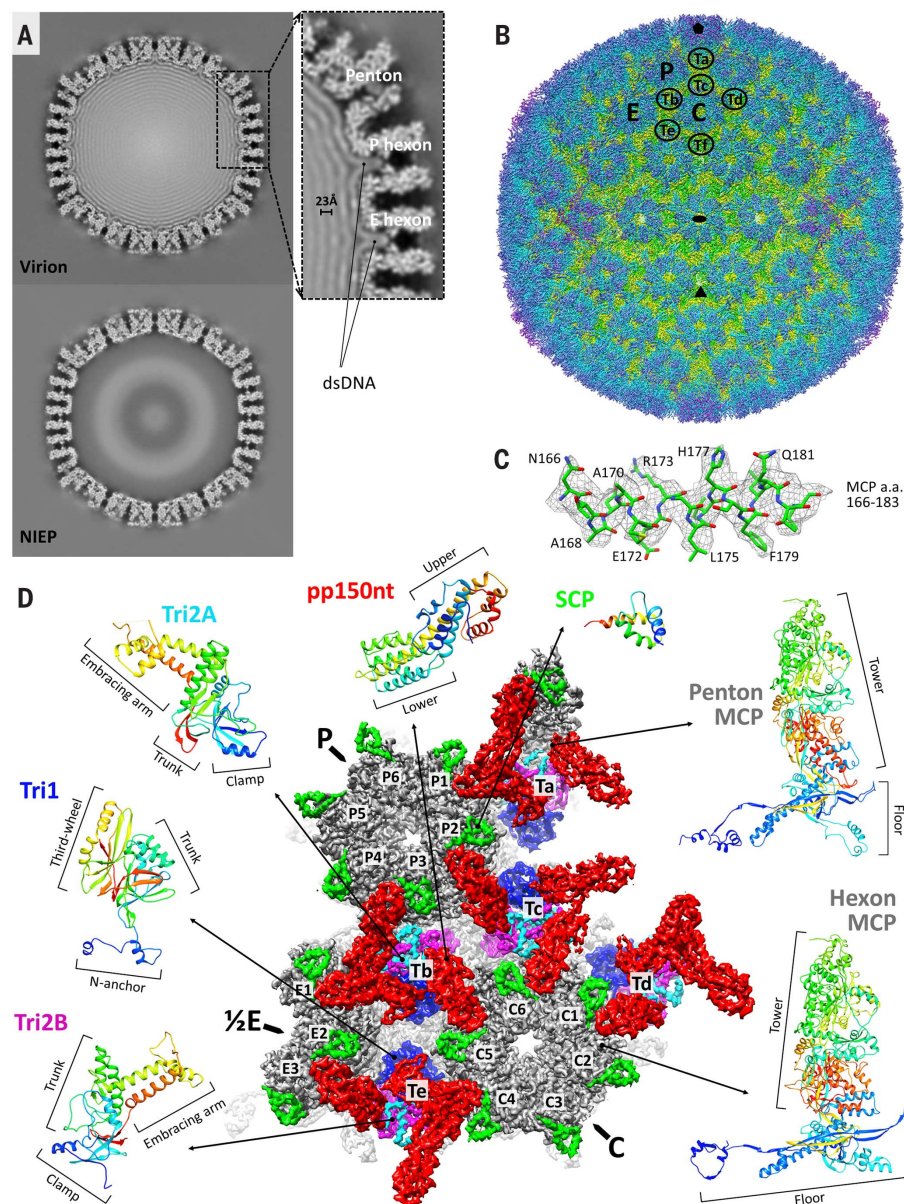 A
Penton
P hexon
23Å
E hexon
Virion
dsDNA
NIEP
B
Ta
P
Tc
Tb
Td
E
C
Te
Tf
C
N166
A170
R173
H177
Q181
MCP a.a.
166-183
A168
E172
L175
F179
D
Tri2A
Embracing arm
Trunk
Clamp
pp150nt
Upper
Lower
SCP
Penton
MCP
Tower
Floor
Tri1
Third-wheel
Trunk
N-anchor
P
P6
P1
P5
P2
P4
P3
Ta
Tc
Tb
Td
E1
C6
C1
½E
E2
C5
C2
E3
Te
C4
C3
C
Hexon
MCP
Tower
Floor
Tri2B
Trunk
Embracing arm
Clamp